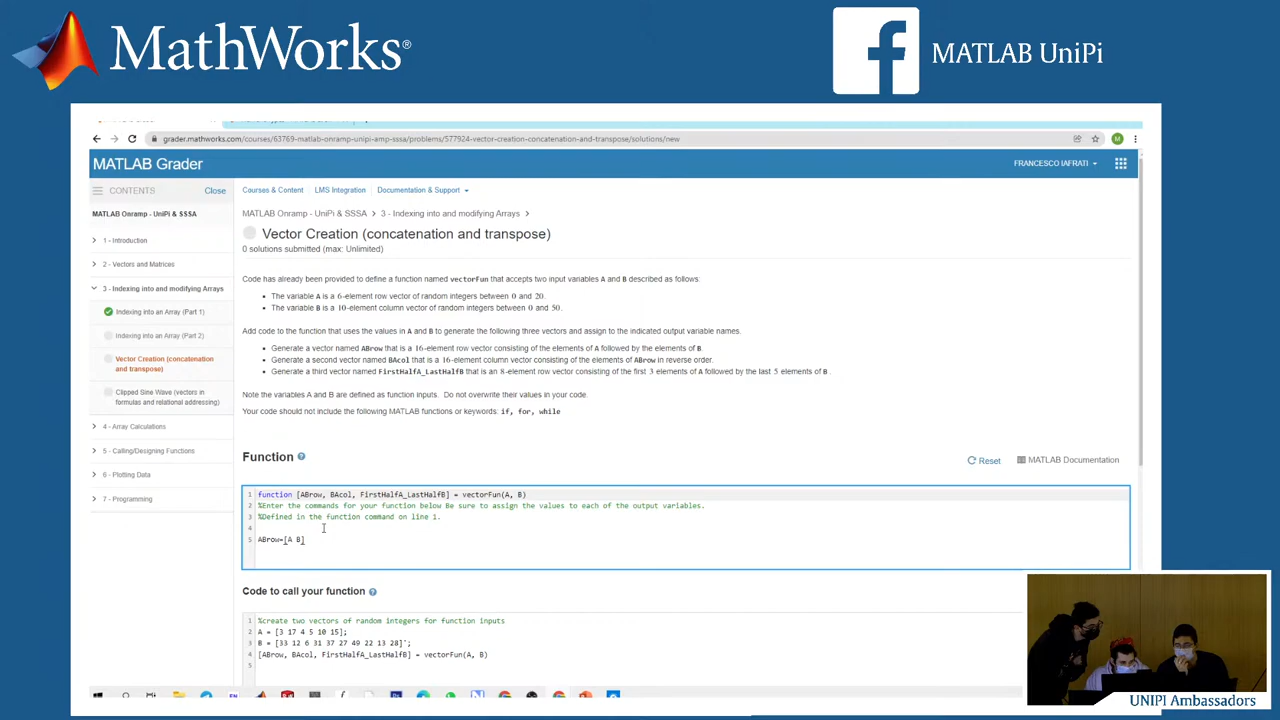 MathWorks®
MATLAB UniPi
grader.mathworks.com/courses/63769-matlab-onramp-unipi-amp-sssa/problems/577924-vector-creation-concatenation-and-transpose/solutions/new
M
MATLAB Grader
FRANCESCO IAFRATI
CONTENTS
Close
MATLAB Onramp - UniPi & SSSA
1 - Introduction
2 - Vectors and Matrices
3 - Indexing into and modifying Arrays
Indexing into an Array (Part 1)
Indexing into an Array (Part 2)
Vector Creation (concatenation
and transpose)
Clipped Sine Wave (vectors in
formulas and relational addressing)
4 - Array Calculations
5 - Calling/Designing Functions
6 - Plotting Data
7 - Programming
Courses & Content
LMS Integration
Documentation & Support
MATLAB Onramp - UniPi & SSSA > 3 - Indexing into and modifying Arrays >
Vector Creation (concatenation and transpose)
0 solutions submitted (max: Unlimited)
Code has already been provided to define a function named vectorFun that accepts two input variables A and B described as follows:
• The variable A is a 6-element row vector of random integers between 0 and 20.
• The variable B is a 10-element column vector of random integers between 0 and 50.
Add code to the function that uses the values in A and B to generate the following three vectors and assign to the indicated output variable names.
• Generate a vector named ABrow that is a 16-element row vector consisting of the elements of A followed by the elements of B.
• Generate a second vector named BAcol that is a 16-element column vector consisting of the elements of ABrow in reverse order.
• Generate a third vector named FirstHalfA_LastHalfB that is an 8-element row vector consisting of the first 3 elements of A followed by the last 5 elements of B.
Note the variables A and B are defined as function inputs. Do not overwrite their values in your code.
Your code should not include the following MATLAB functions or keywords: if, for, while
Function
Reset
MATLAB Documentation
1 function [ABrow, BAcol, FirstHalfA_LastHalfB] = vectorFun(A, B)
2 %Enter the commands for your function below Be sure to assign the values to each of the output variables.
3 %Defined in the function command on line 1.
4
5 ABrow=[A B]
Code to call your function
1 %create two vectors of random integers for function inputs
2 A = [3 17 4 5 10 15];
3 B = [33 12 6 31 37 27 49 22 13 28]';
4 [ABrow, BAcol, FirstHalfA_LastHalfB] = vectorFun(A, B)
5
EN
UNIPI Ambassadors